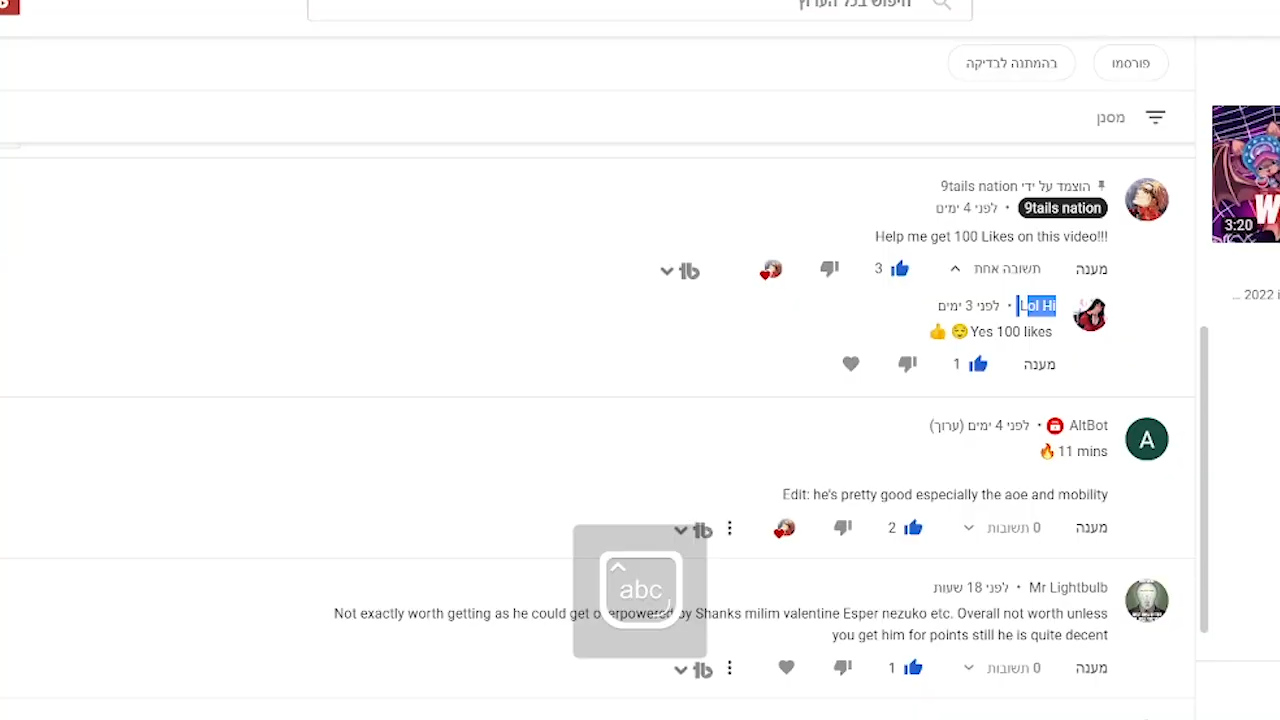 חיפוש בכל הערוץ
פורסמו
בהמתנה לבדיקה
מסנן
W
3:20
2022 i ...
הוצמד על ידי 9tails nation
9tails nation • לפני 4 ימים
Help me get 100 Likes on this video!!!
מענה תשובה אחת 3
Lol Hi • לפני 3 ימים
Yes 100 likes 😌 👍
מענה 1
A
AltBot • לפני 4 ימים (ערוך)
11 mins 🔥
Edit: he's pretty good especially the aoe and mobility
מענה 0 תשובות 2
abc
Mr Lightbulb • לפני 18 שעות
Not exactly worth getting as he could get overpowered by Shanks milim valentine Esper nezuko etc. Overall not worth unless
you get him for points still he is quite decent
מענה 0 תשובות 1